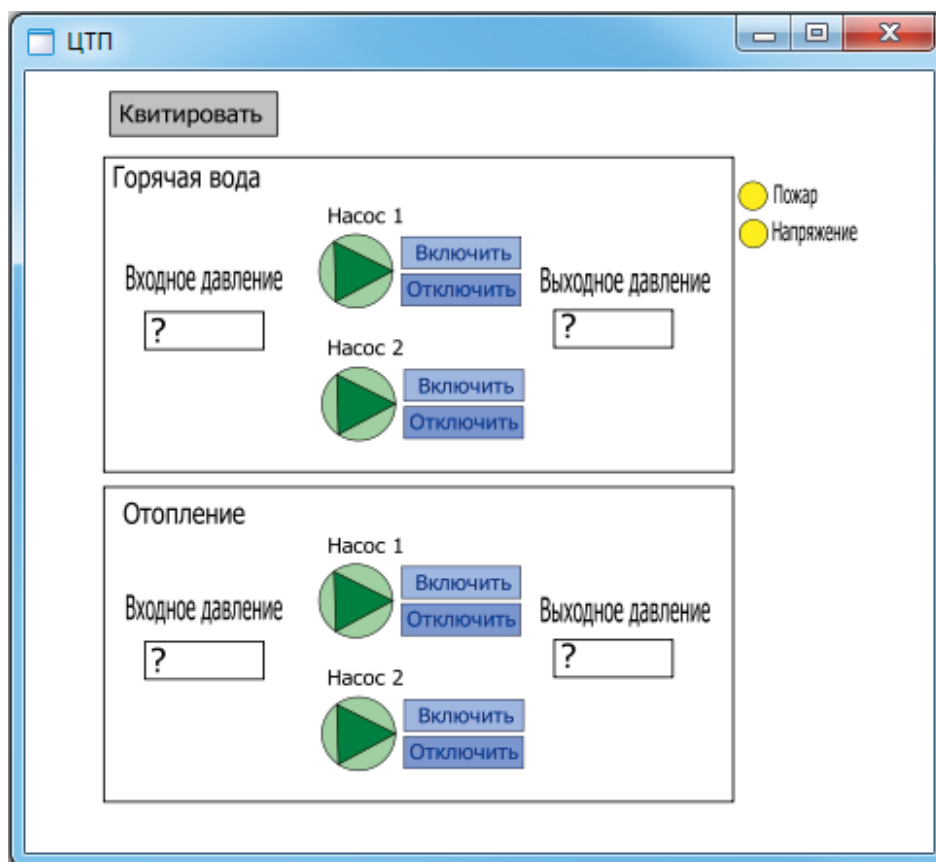 ЦТП
Квитировать
Горячая вода
Пожар
Напряжение
Насос 1
Включить
Отключить
Входное давление
?
Выходное давление
?
Насос 2
Включить
Отключить
Отопление
Насос 1
Включить
Отключить
Входное давление
?
Выходное давление
?
Насос 2
Включить
Отключить